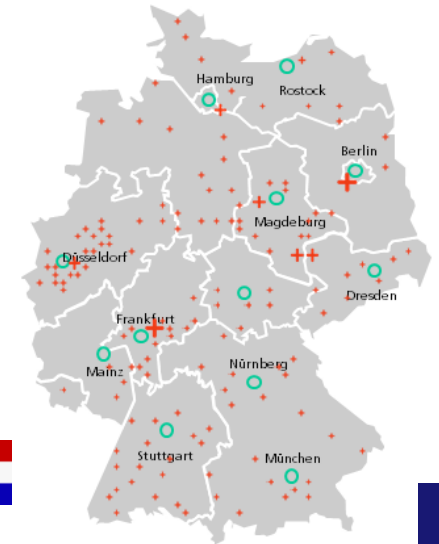 Hamburg
Rostock
Berlin
Magdeburg
Düsseldorf
Dresden
Frankfurt
Nürnberg
Mainz
Stuttgart
München